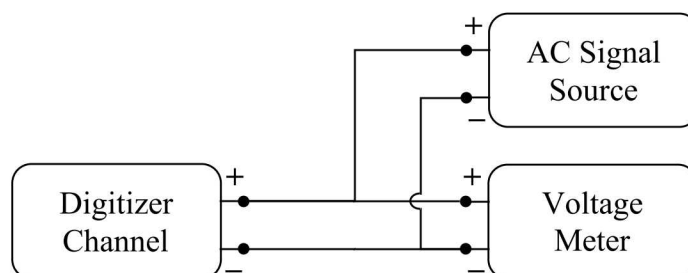 +
AC Signal
Source
−
+
Digitizer
Channel
−
+
Voltage
Meter
−